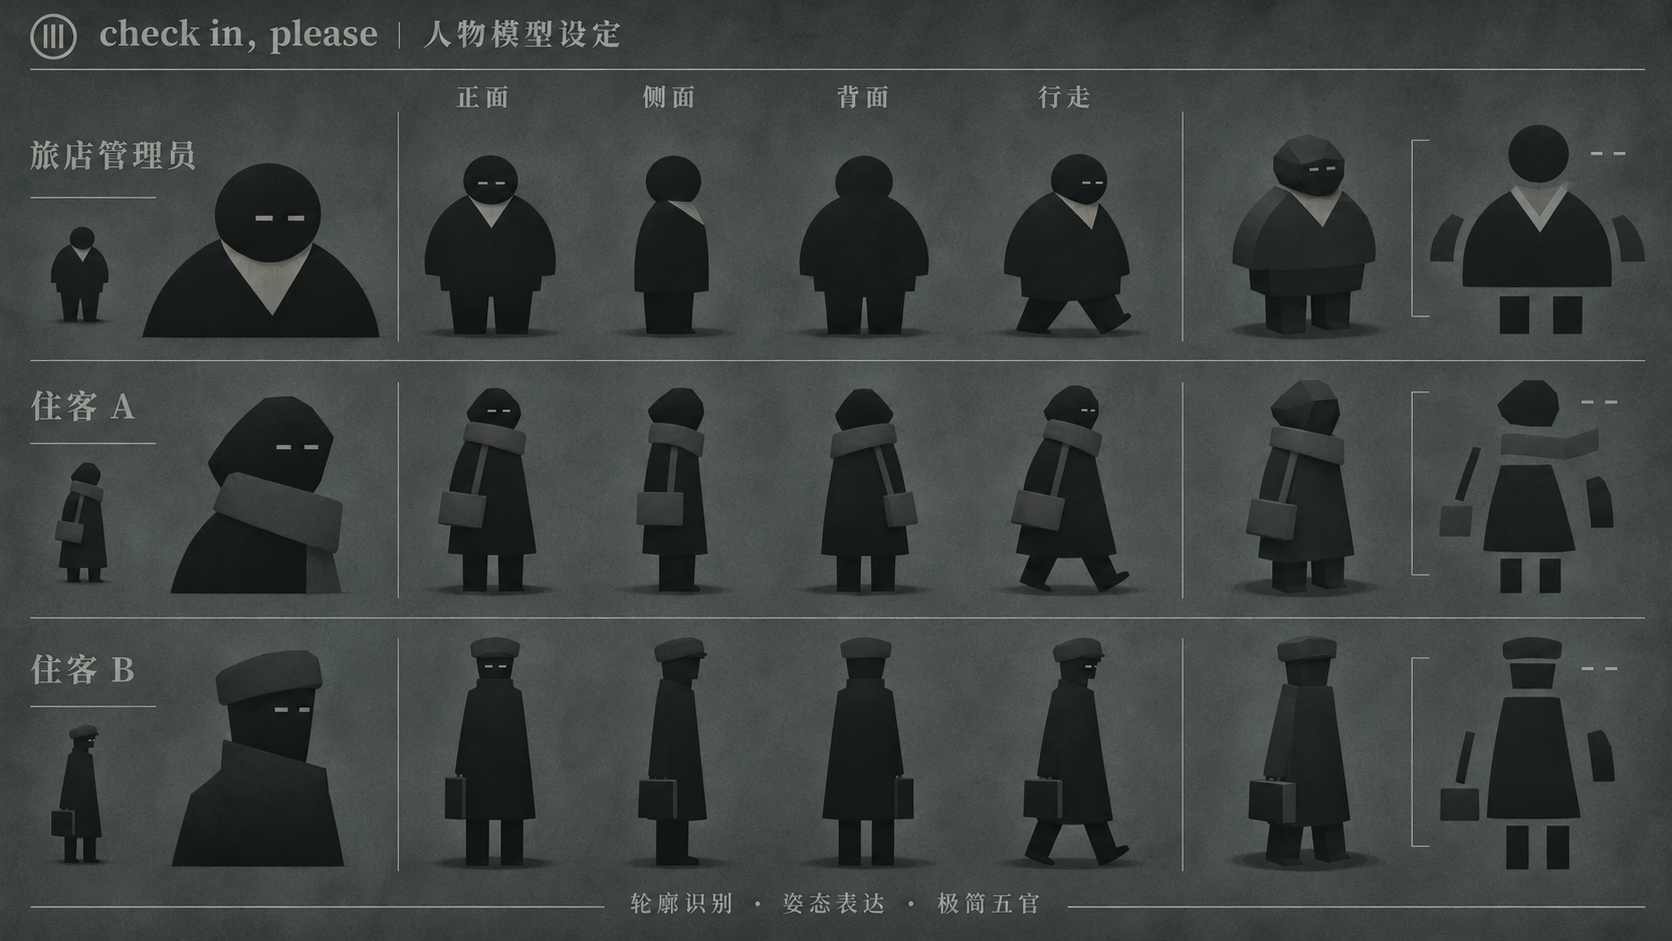 check in, please | 人物模型设定
正面 侧面 背面 行走
旅店管理员
住客 A
住客 B
轮廓识别 · 姿态表达 · 极简五官